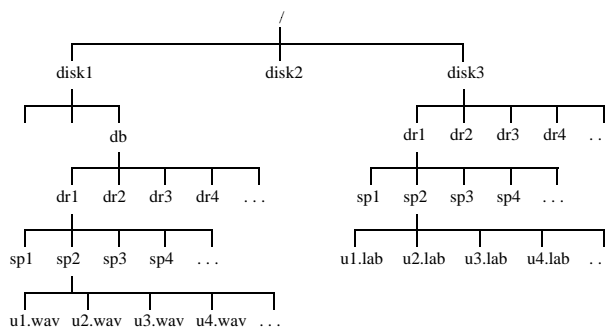 /
disk1 disk2 disk3
db dr1 dr2 dr3 dr4 . .
dr1 dr2 dr3 dr4 . . . sp1 sp2 sp3 sp4 . . .
sp1 sp2 sp3 sp4 . . . u1.lab u2.lab u3.lab u4.lab . .
u1.wav u2.wav u3.wav u4.wav . . .